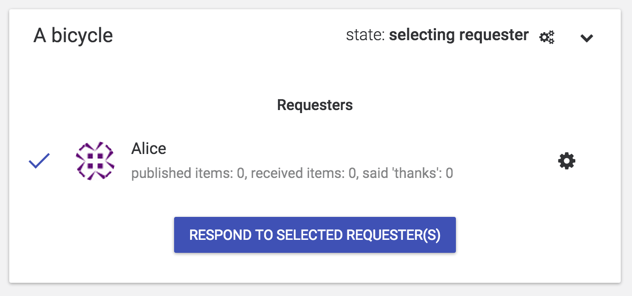 A bicycle
state: selecting requester
Requesters
Alice
published items: 0, received items: 0, said 'thanks': 0
RESPOND TO SELECTED REQUESTER(S)